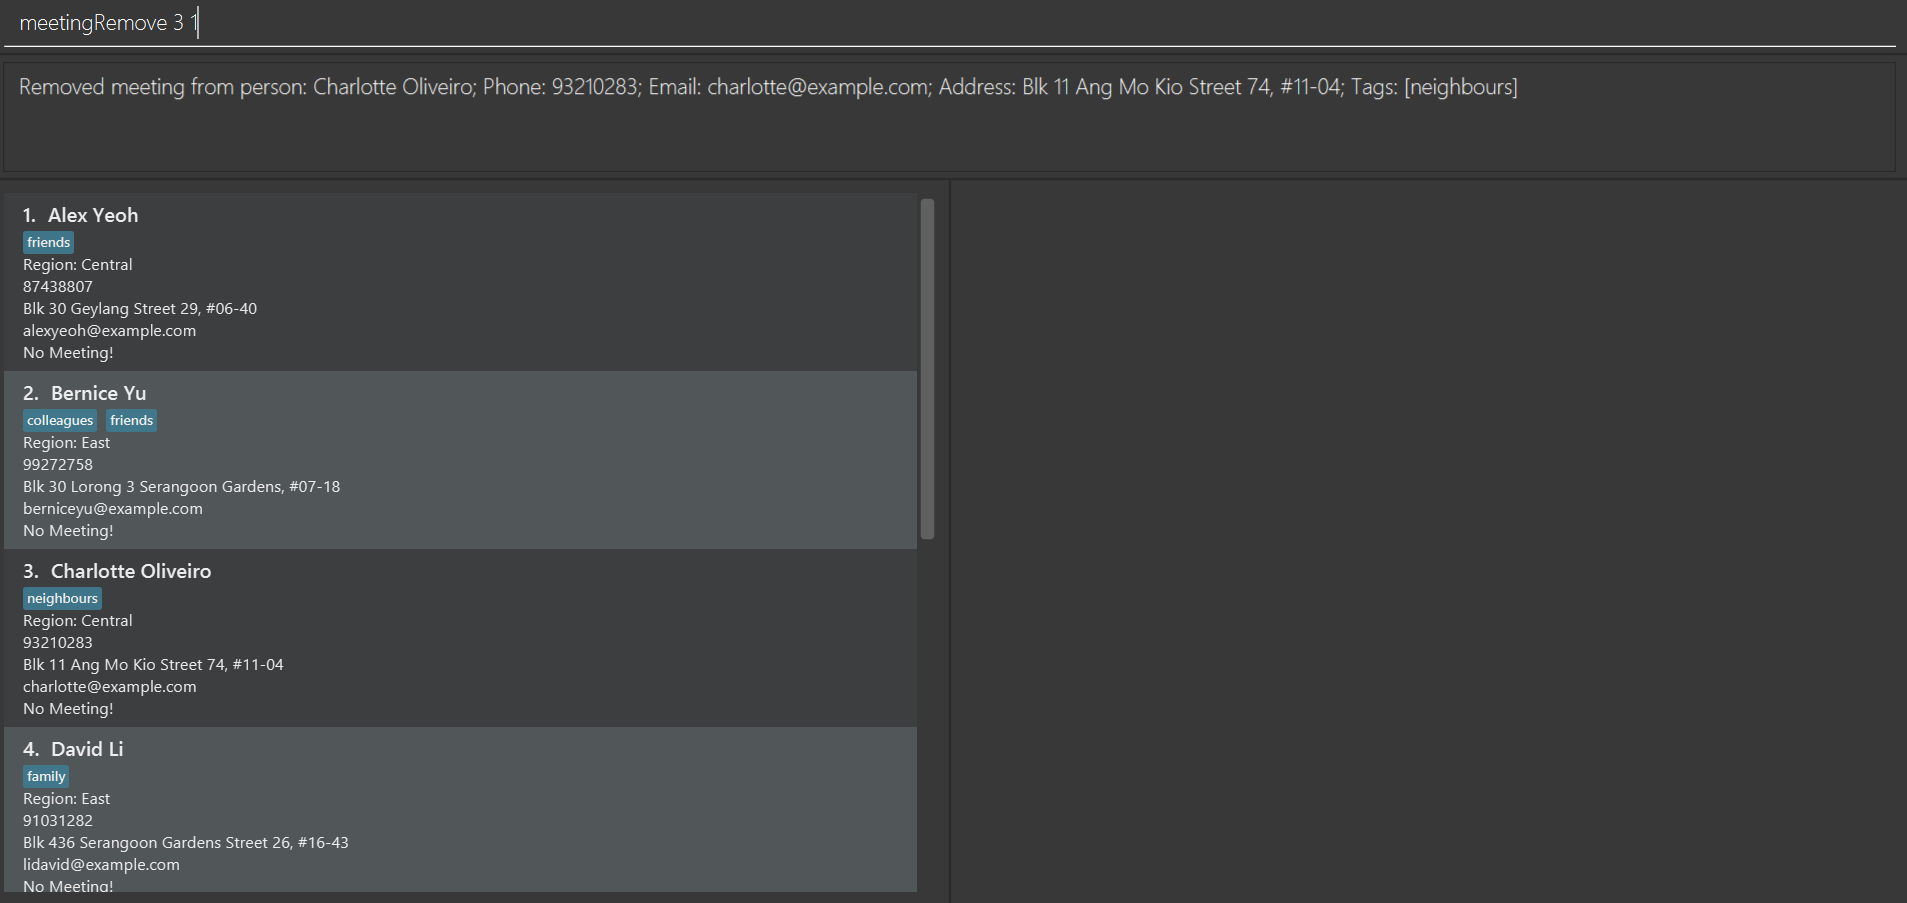 meetingRemove 3 1
Removed meeting from person: Charlotte Oliveiro; Phone: 93210283; Email: charlotte@example.com; Address: Blk 11 Ang Mo Kio Street 74, #11-04; Tags: [neighbours]
1. Alex Yeoh
friends
Region: Central
87438807
Blk 30 Geylang Street 29, #06-40
alexyeoh@example.com
No Meeting!
2. Bernice Yu
colleagues friends
Region: East
99272758
Blk 30 Lorong 3 Serangoon Gardens, #07-18
berniceyu@example.com
No Meeting!
3. Charlotte Oliveiro
neighbours
Region: Central
93210283
Blk 11 Ang Mo Kio Street 74, #11-04
charlotte@example.com
No Meeting!
4. David Li
family
Region: East
91031282
Blk 436 Serangoon Gardens Street 26, #16-43
lidavid@example.com
No Meeting!